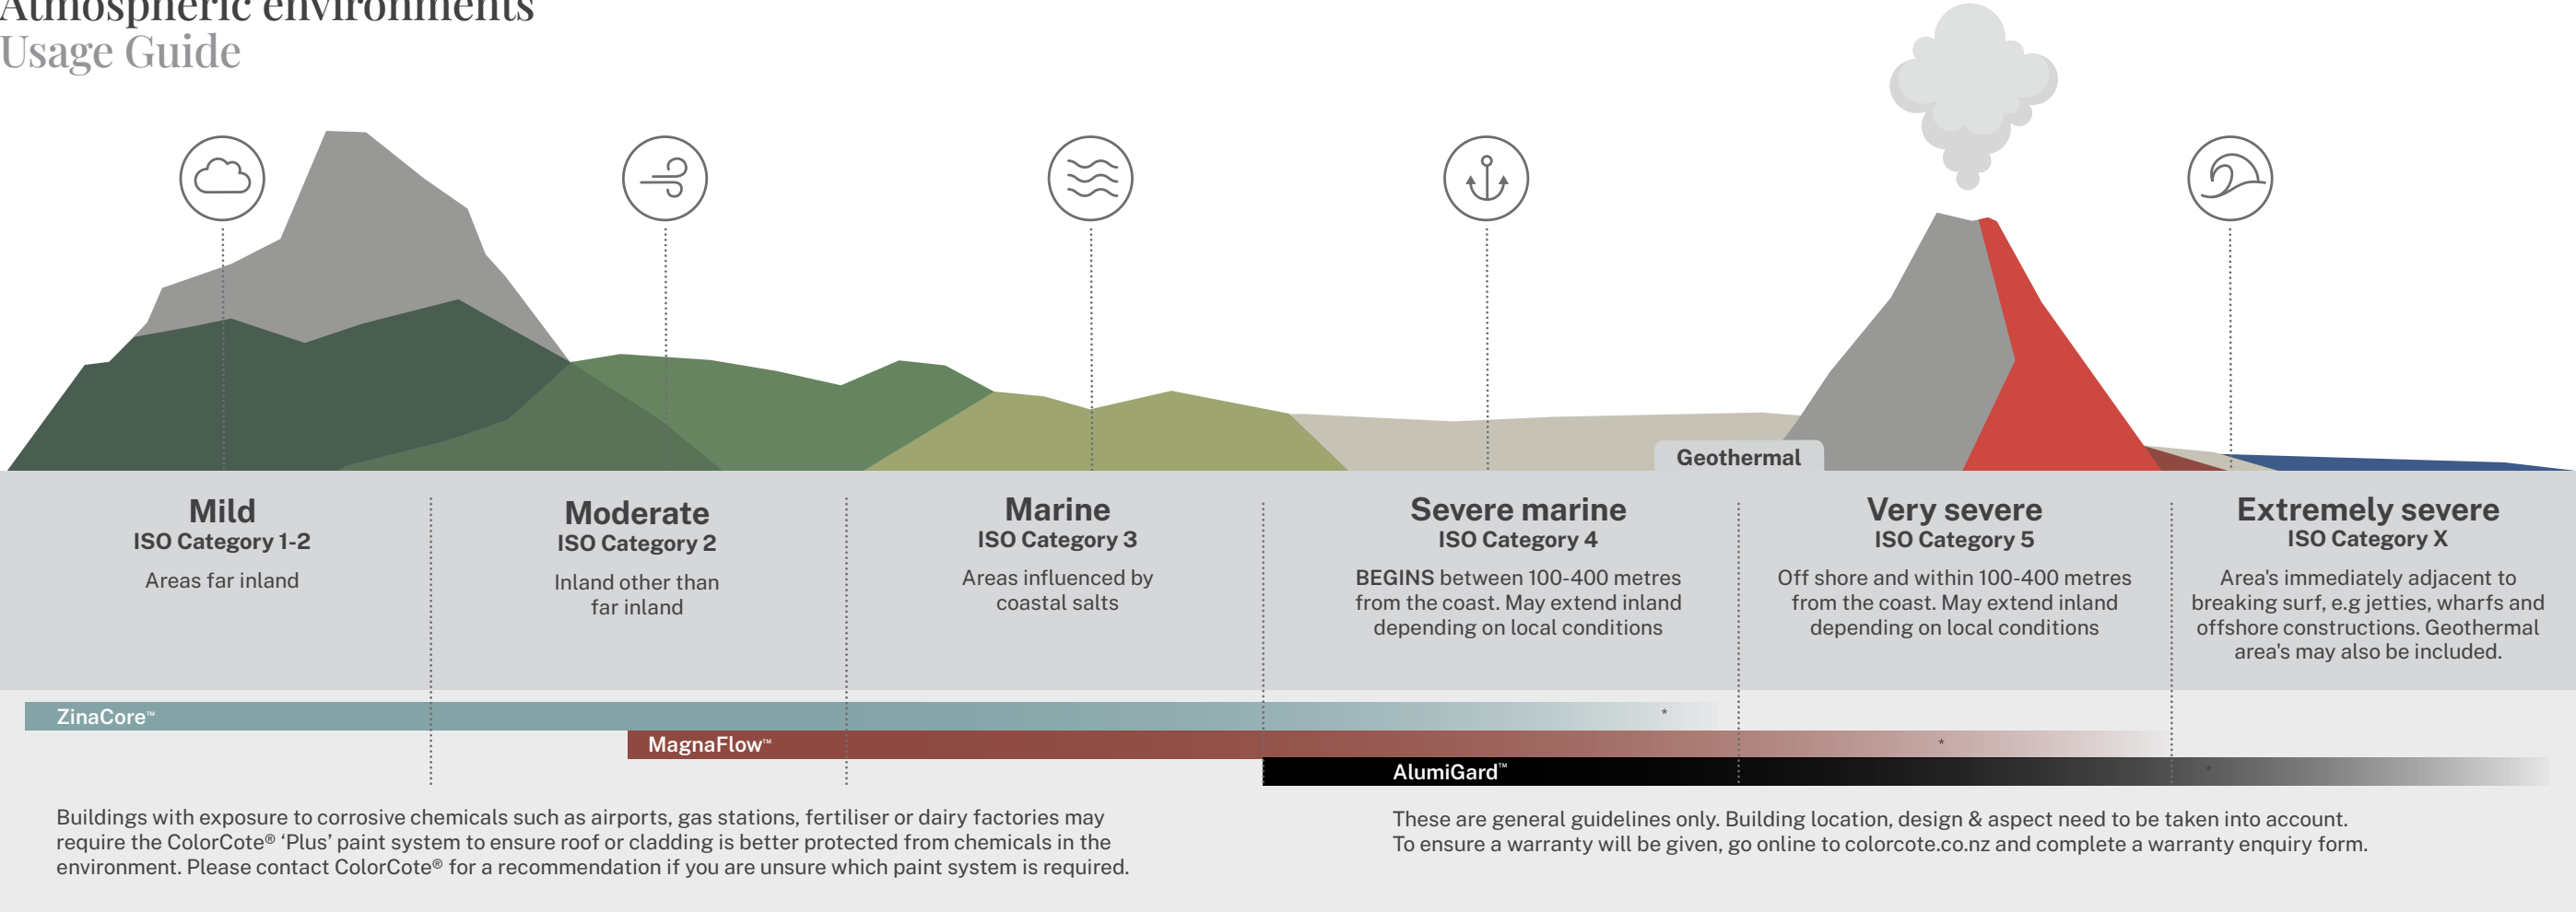 Atmospheric environments
Usage Guide
Geothermal
Mild
ISO Category 1-2
Areas far inland
Moderate
ISO Category 2
Inland other than
far inland
Marine
ISO Category 3
Areas influenced by
coastal salts
Severe marine
ISO Category 4
BEGINS between 100-400 metres
from the coast. May extend inland
depending on local conditions
Very severe
ISO Category 5
Off shore and within 100-400 metres
from the coast. May extend inland
depending on local conditions
Extremely severe
ISO Category X
Area's immediately adjacent to
breaking surf, e.g jetties, wharfs and
offshore constructions. Geothermal
area's may also be included.
ZinaCore™ *
MagnaFlow™ *
AlumiGard™ *
Buildings with exposure to corrosive chemicals such as airports, gas stations, fertiliser or dairy factories may
require the ColorCote® ‘Plus’ paint system to ensure roof or cladding is better protected from chemicals in the
environment. Please contact ColorCote® for a recommendation if you are unsure which paint system is required.
These are general guidelines only. Building location, design & aspect need to be taken into account.
To ensure a warranty will be given, go online to colorcote.co.nz and complete a warranty enquiry form.